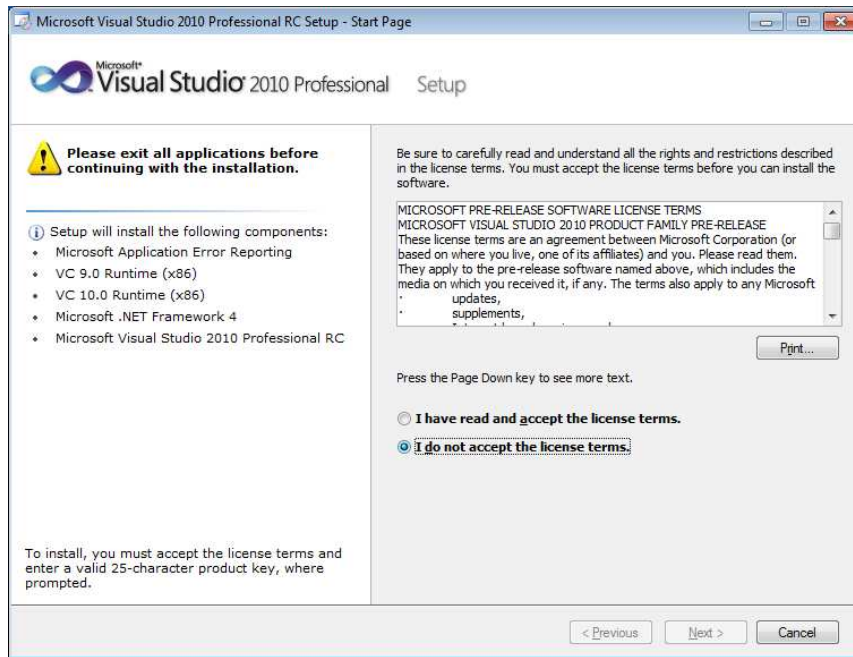 Microsoft Visual Studio 2010 Professional RC Setup - Start Page
Microsoft®
Visual Studio® 2010 Professional Setup
Please exit all applications before
continuing with the installation.
Setup will install the following components:
• Microsoft Application Error Reporting
• VC 9.0 Runtime (x86)
• VC 10.0 Runtime (x86)
• Microsoft .NET Framework 4
• Microsoft Visual Studio 2010 Professional RC
To install, you must accept the license terms and
enter a valid 25-character product key, where
prompted.
Be sure to carefully read and understand all the rights and restrictions described
in the license terms. You must accept the license terms before you can install the
software.
MICROSOFT PRE-RELEASE SOFTWARE LICENSE TERMS
MICROSOFT VISUAL STUDIO 2010 PRODUCT FAMILY PRE-RELEASE
These license terms are an agreement between Microsoft Corporation (or
based on where you live, one of its affiliates) and you. Please read them.
They apply to the pre-release software named above, which includes the
media on which you received it, if any. The terms also apply to any Microsoft
· updates,
· supplements,
Print...
Press the Page Down key to see more text.
I have read and accept the license terms.
I do not accept the license terms.
< Previous
Next >
Cancel